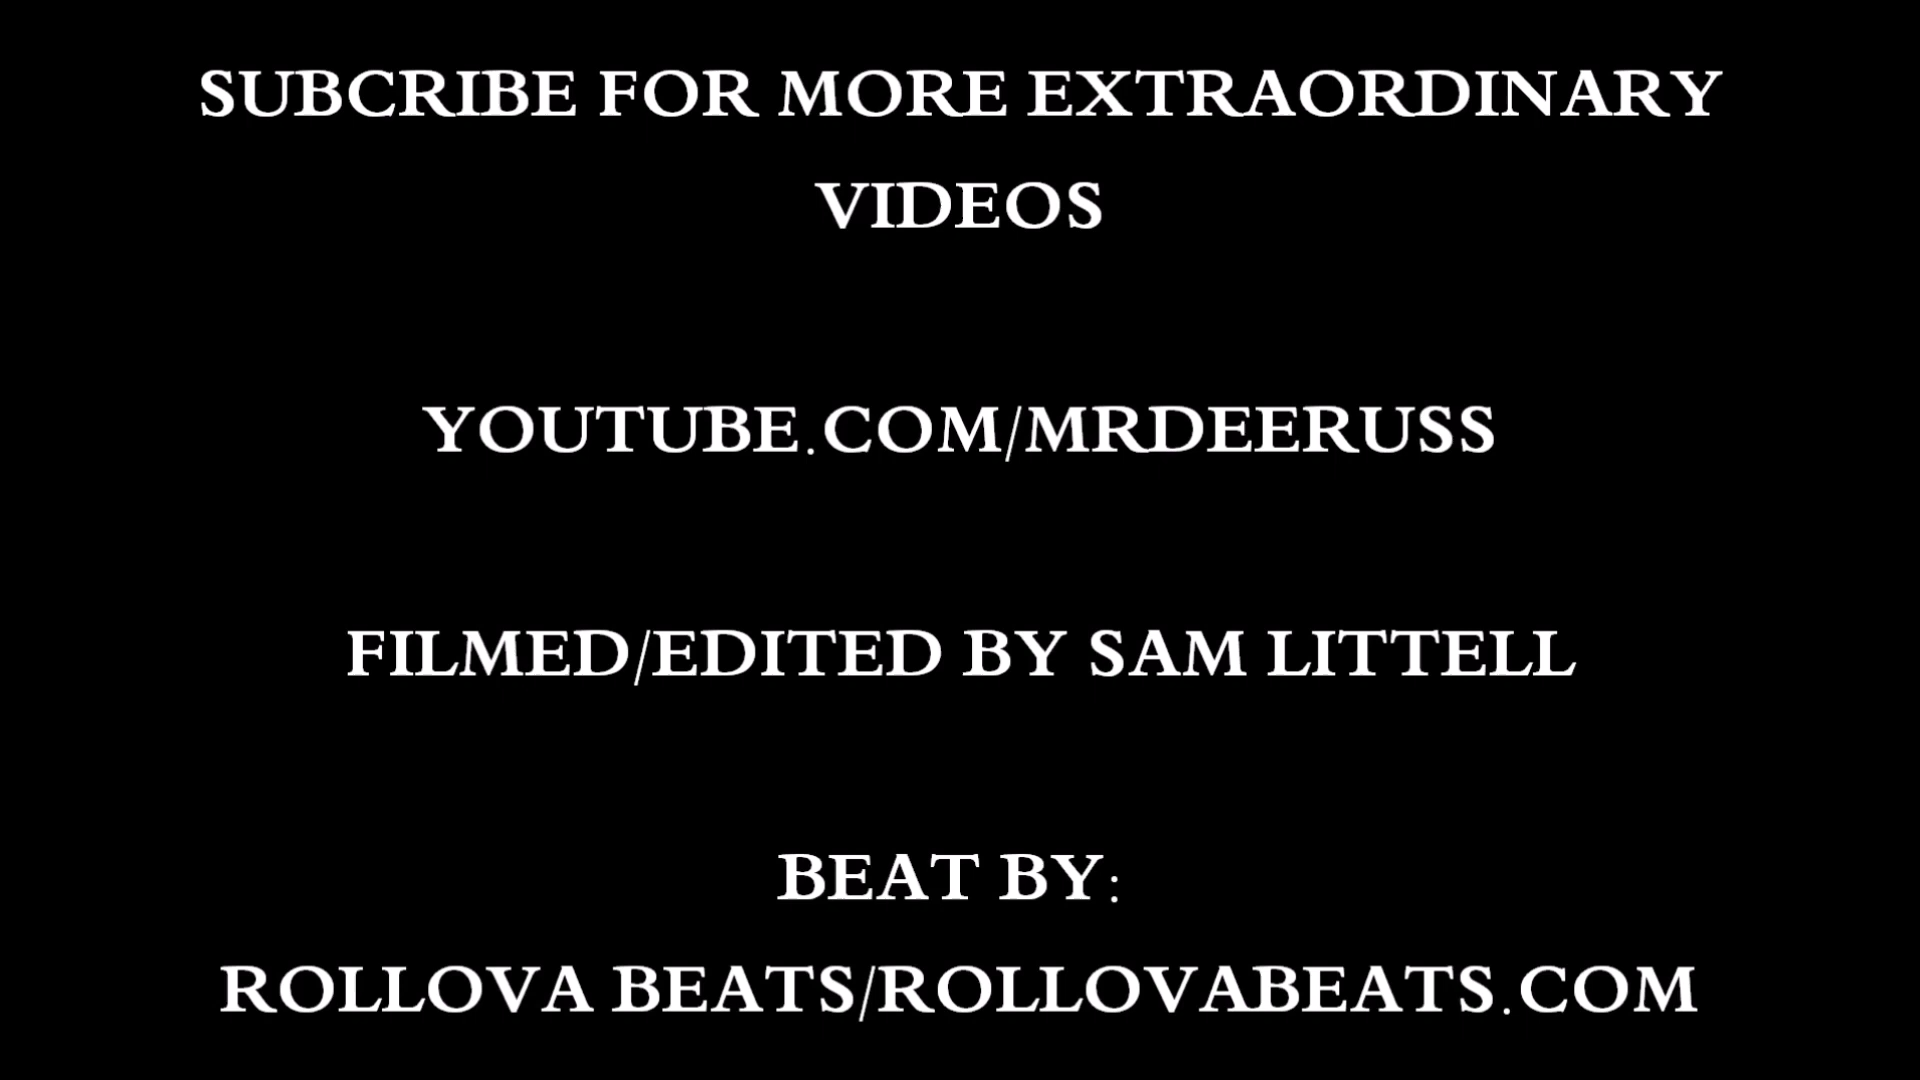 SUBCRIBE FOR MORE EXTRAORDINARY
VIDEOS
YOUTUBE.COM/MRDEERUSS
FILMED/EDITED BY SAM LITTELL
BEAT BY:
ROLLOVA BEATS/ROLLOVABEATS.COM